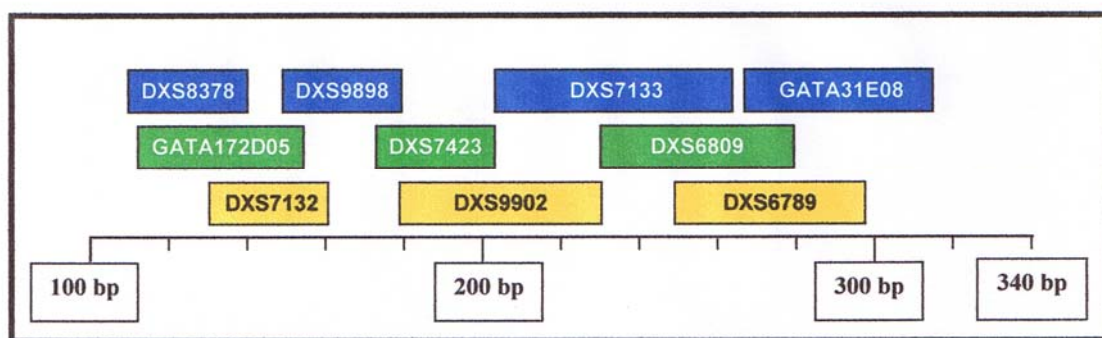 DXS8378 DXS9898 DXS7133 GATA31E08
GATA172D05 DXS7423 DXS6809
DXS7132 DXS9902 DXS6789
100 bp 200 bp 300 bp 340 bp